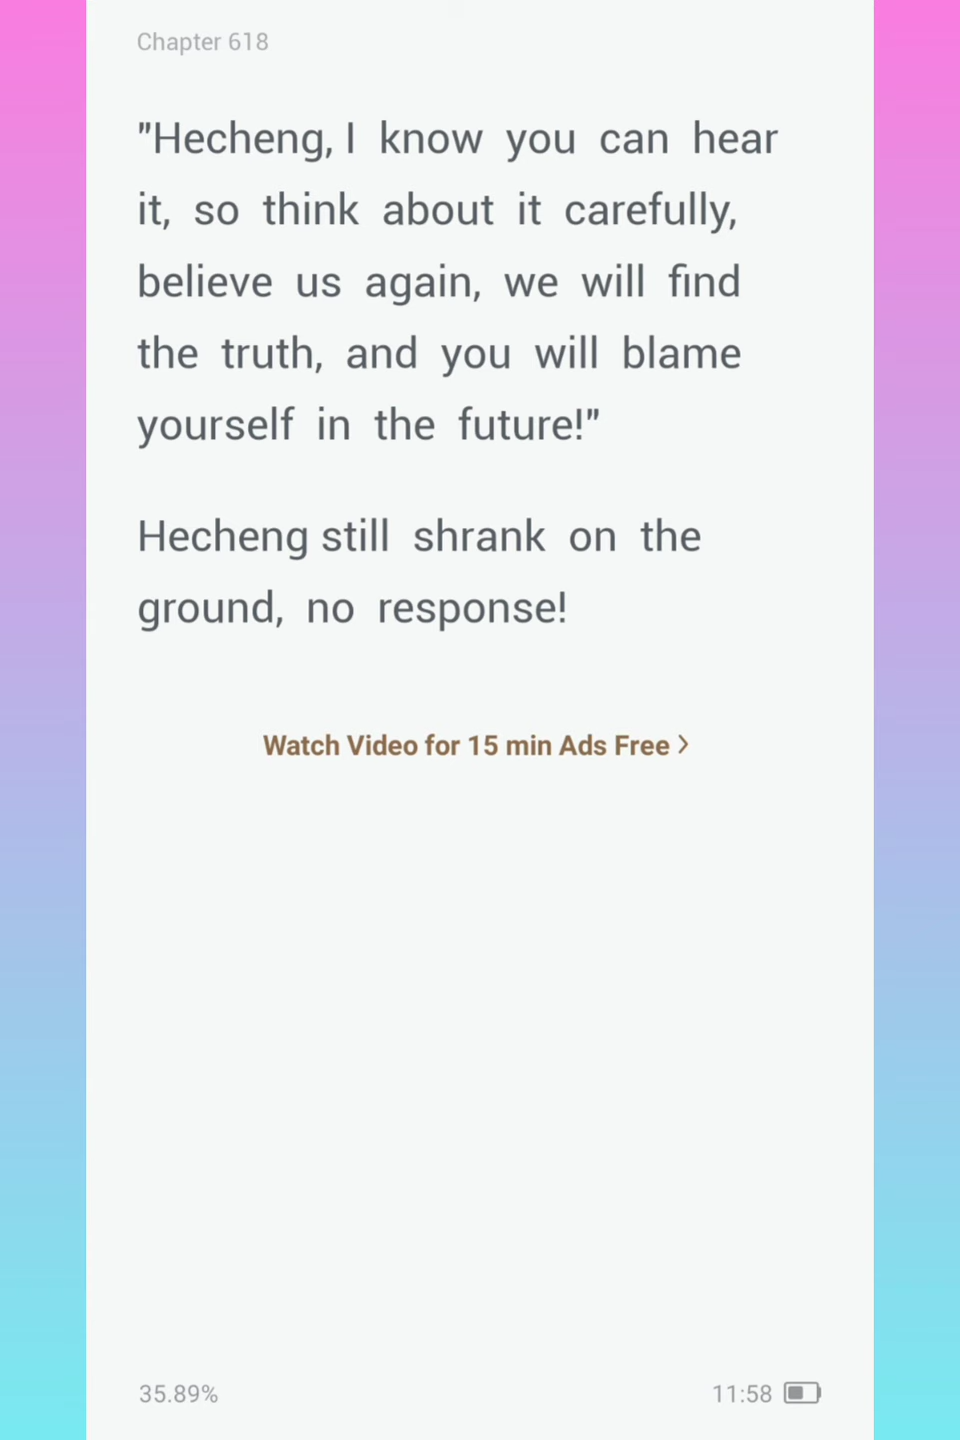 Chapter 618
"Hecheng, I know you can hear
it, so think about it carefully,
believe us again, we will find
the truth, and you will blame
yourself in the future!"
Hecheng still shrank on the
ground, no response!
Watch Video for 15 min Ads Free >
35.89%
11:58